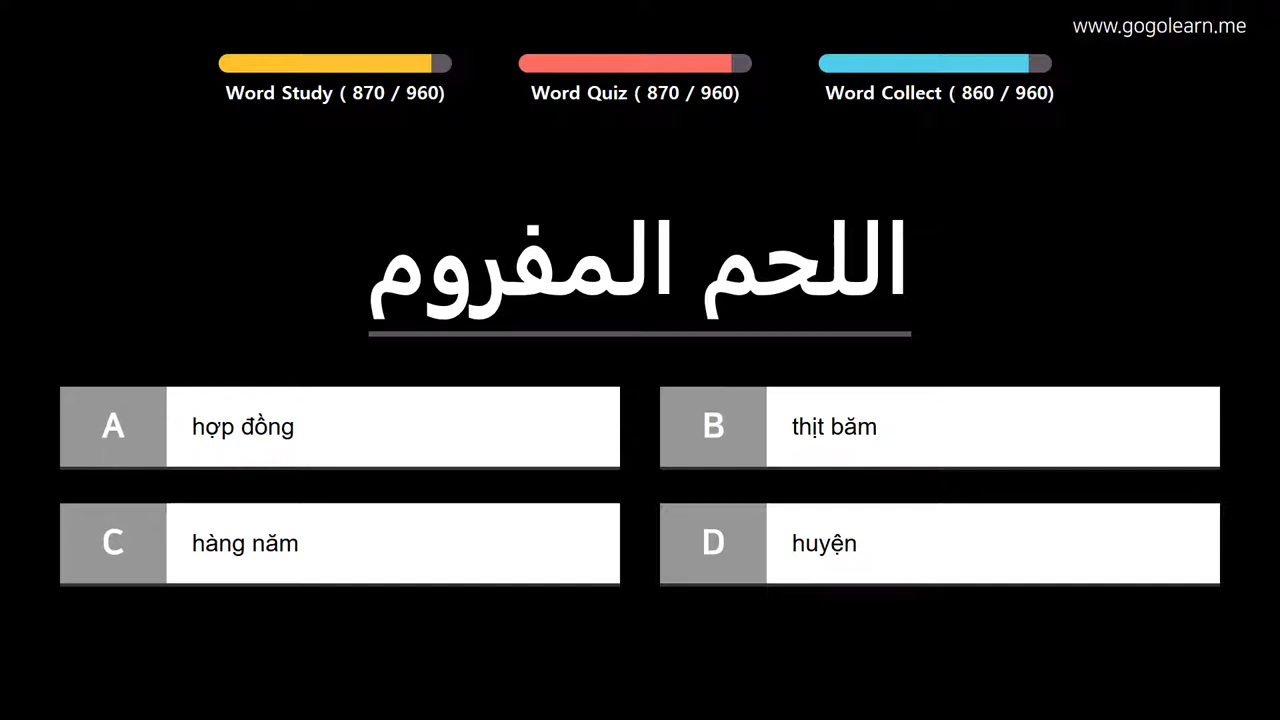 www.gogolearn.me
Word Study ( 870 / 960)
Word Quiz ( 870 / 960)
Word Collect ( 860 / 960)
اللحم المفروم
A hợp đồng
B thịt băm
C hàng năm
D huyện